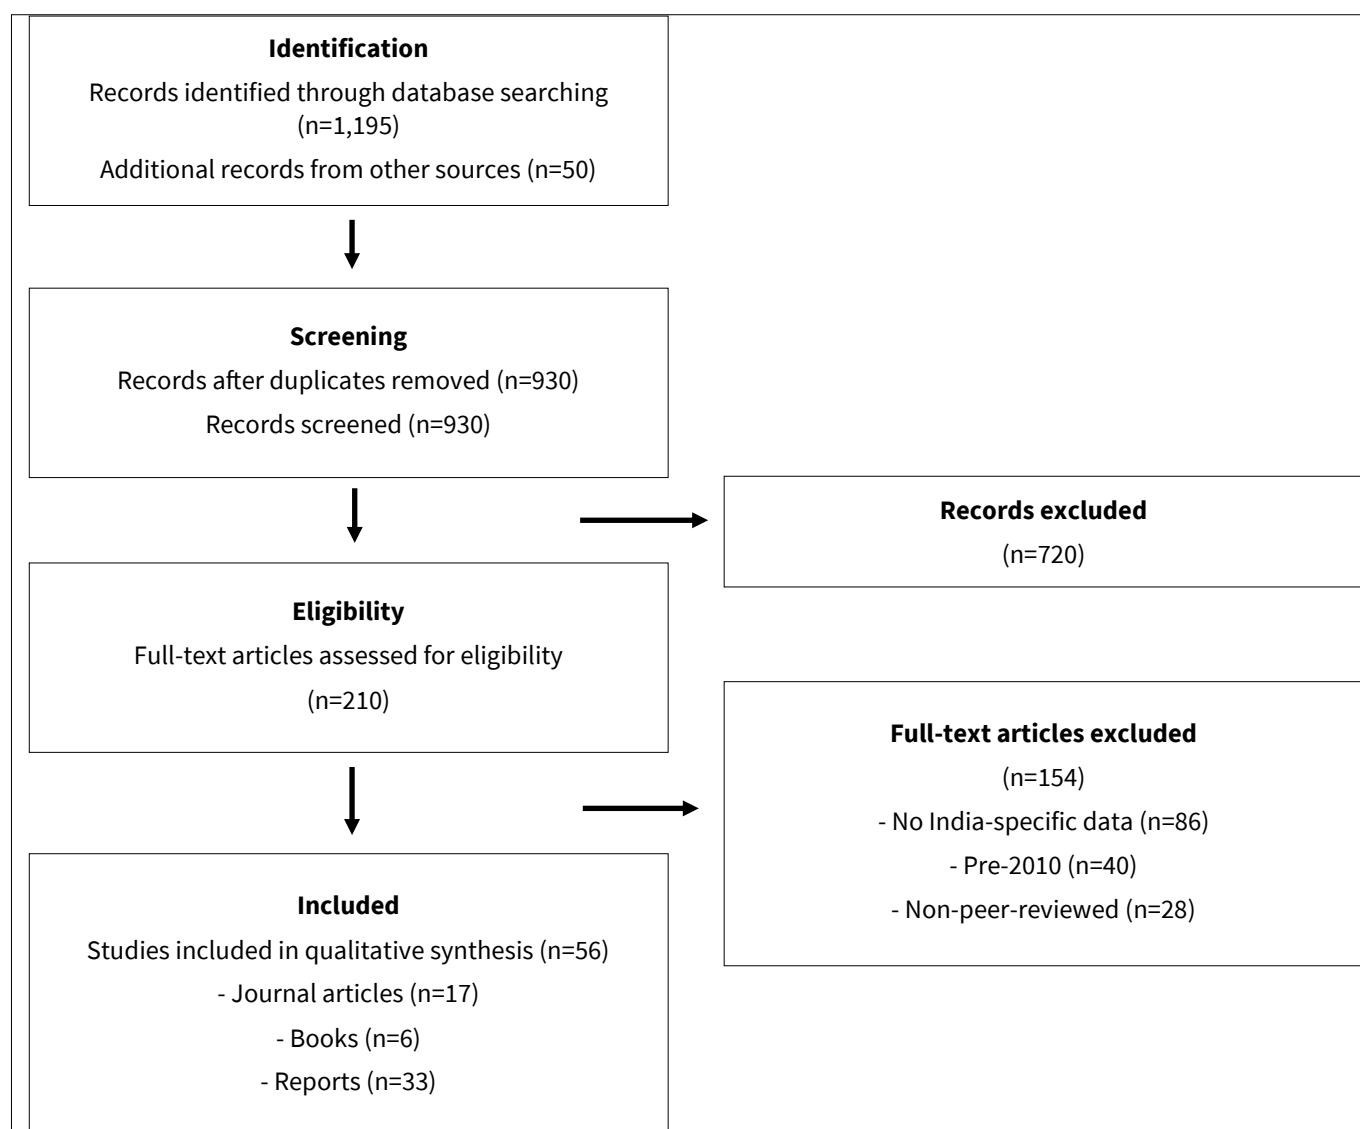 Identification
Records identified through database searching
(n=1,195)
Additional records from other sources (n=50)
Screening
Records after duplicates removed (n=930)
Records screened (n=930)
Records excluded
(n=720)
Eligibility
Full-text articles assessed for eligibility
(n=210)
Full-text articles excluded
(n=154)
- No India-specific data (n=86)
- Pre-2010 (n=40)
- Non-peer-reviewed (n=28)
Included
Studies included in qualitative synthesis (n=56)
- Journal articles (n=17)
- Books (n=6)
- Reports (n=33)